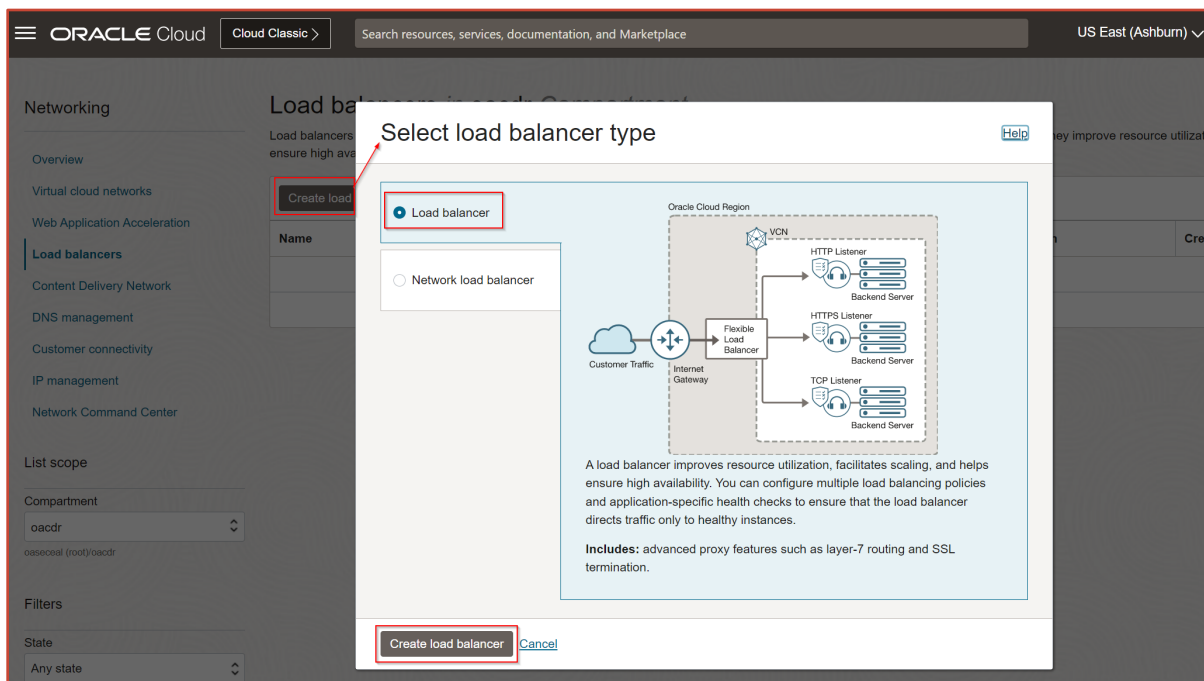 ORACLE Cloud
Cloud Classic >
Search resources, services, documentation, and Marketplace
US East (Ashburn)
Networking
Overview
Virtual cloud networks
Web Application Acceleration
Load balancers
Content Delivery Network
DNS management
Customer connectivity
IP management
Network Command Center
List scope
Compartment
oacdr
oaseceal (root)/oacdr
Filters
State
Any state
Load balancers in oacdr Compartment
Load balancers
ey improve resource utilizat
ensure high ava
Create load
Name
Cre
Select load balancer type
Help
Load balancer
Network load balancer
Oracle Cloud Region
VCN
HTTP Listener
Backend Server
HTTPS Listener
Backend Server
TCP Listener
Backend Server
Customer Traffic
Internet
Gateway
Flexible
Load
Balancer
A load balancer improves resource utilization, facilitates scaling, and helps
ensure high availability. You can configure multiple load balancing policies
and application-specific health checks to ensure that the load balancer
directs traffic only to healthy instances.
Includes: advanced proxy features such as layer-7 routing and SSL
termination.
Create load balancer
Cancel